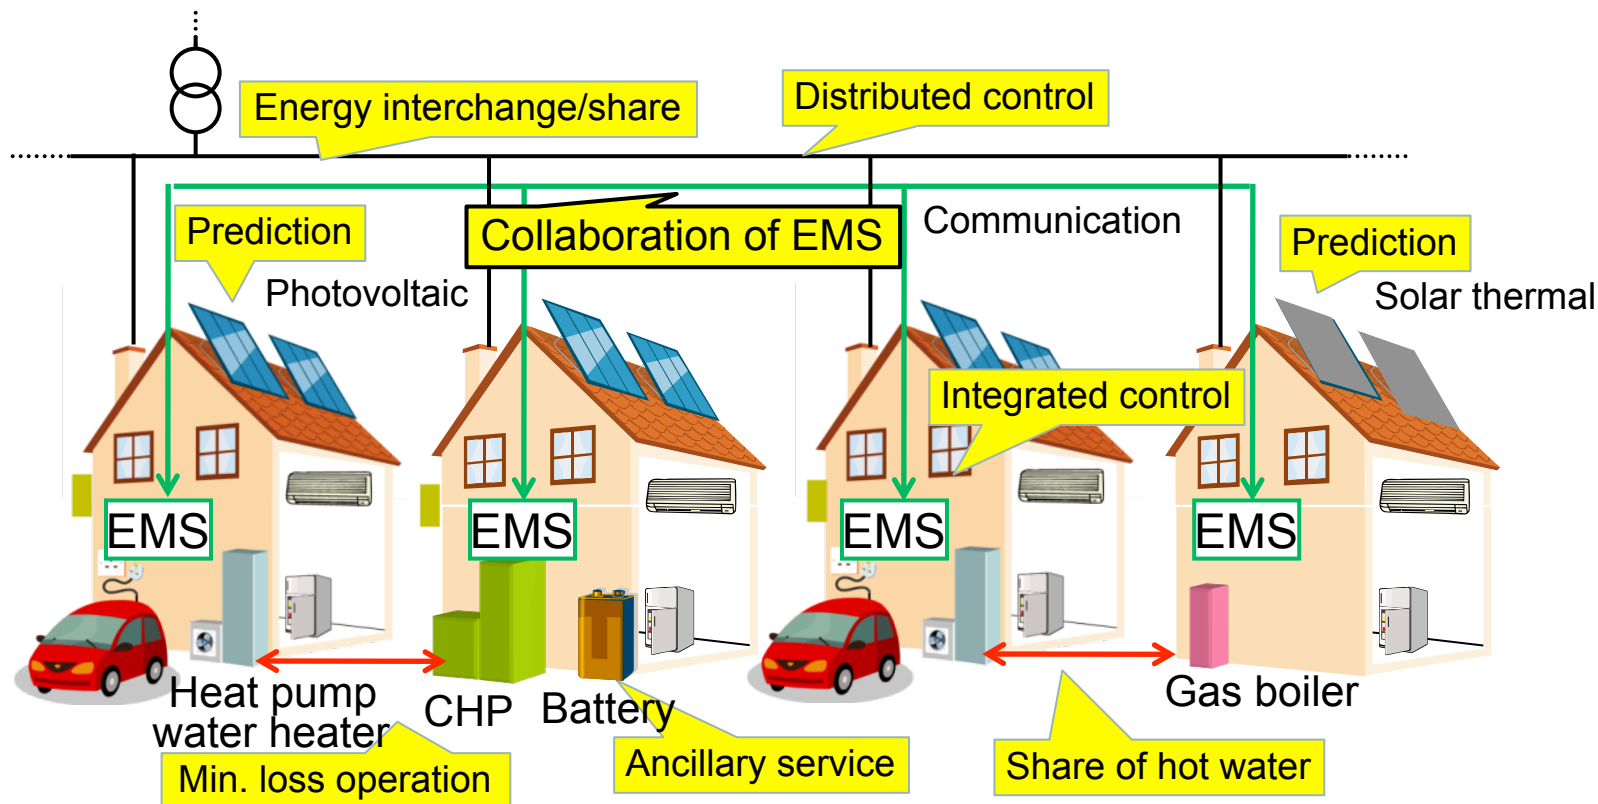 Energy interchange/share
Distributed control
Prediction
Collaboration of EMS
Communication
Prediction
Photovoltaic
Solar thermal
Integrated control
EMS
EMS
EMS
EMS
Heat pump
water heater
CHP
Battery
Gas boiler
Min. loss operation
Ancillary service
Share of hot water